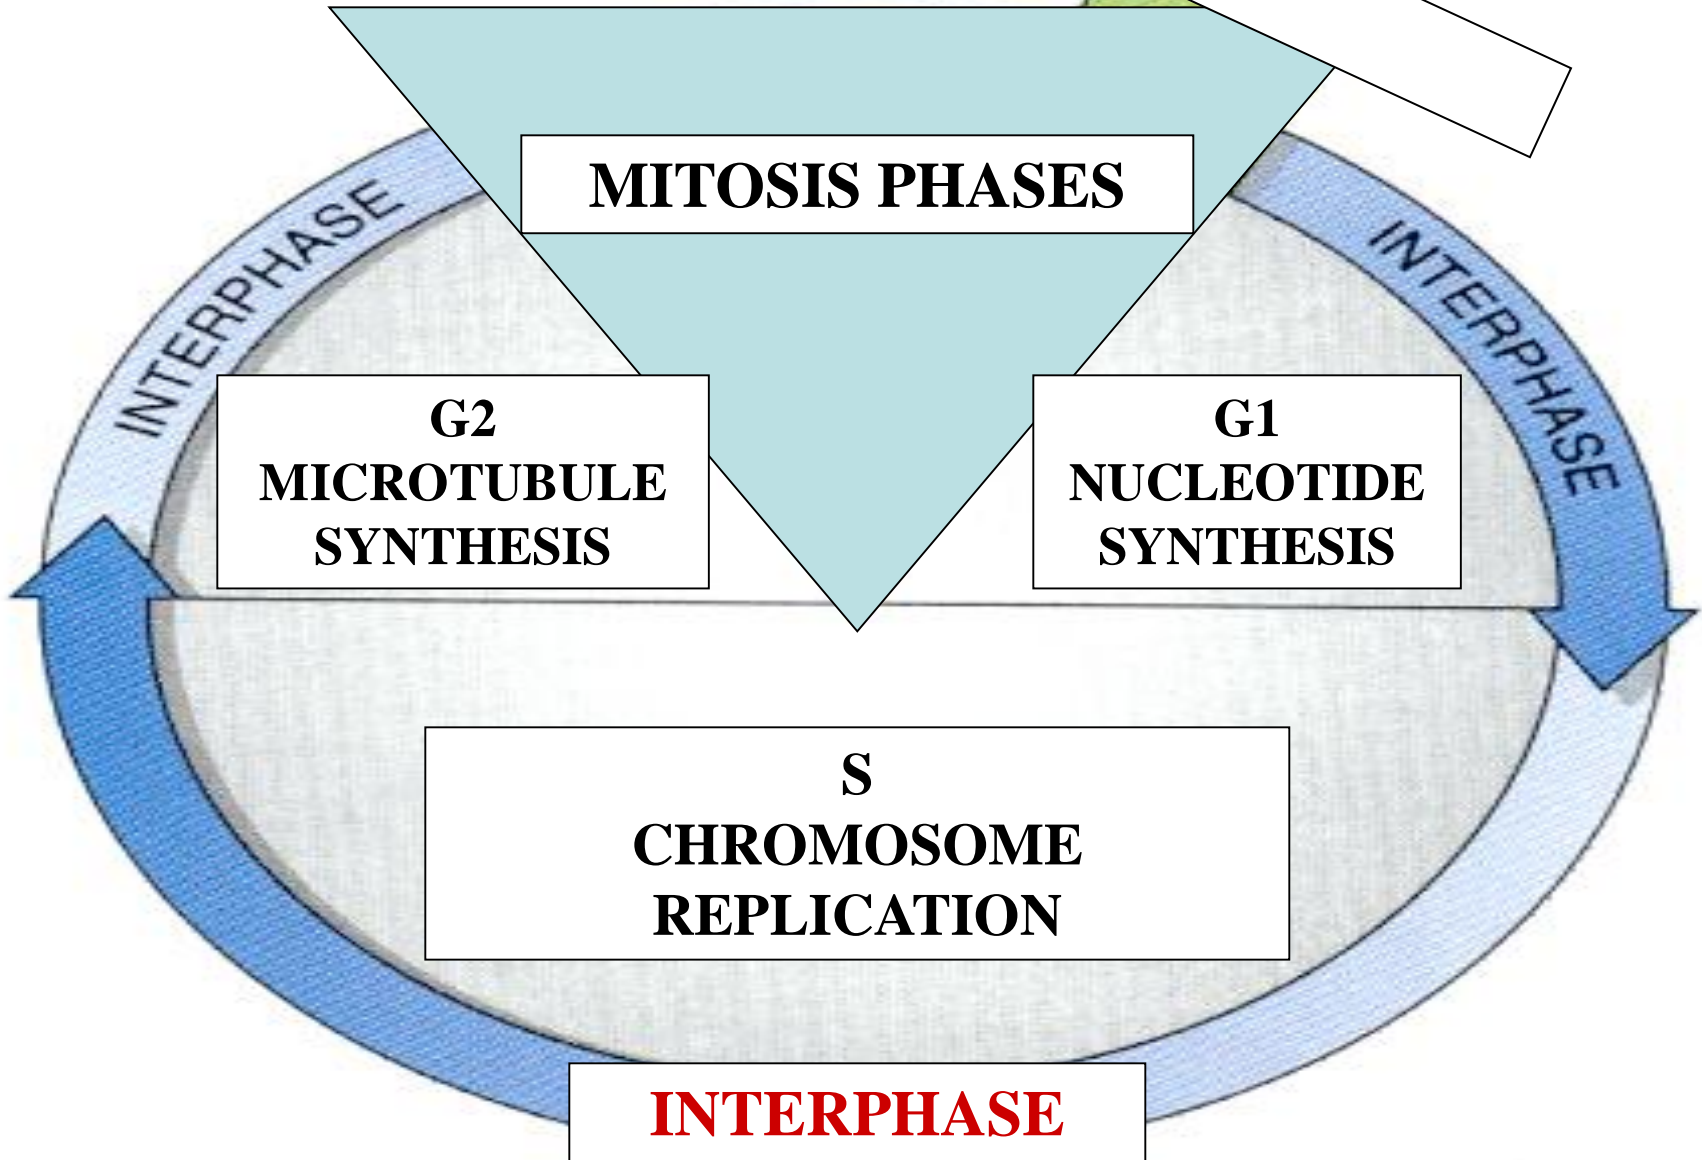 MITOSIS PHASES
INTERPHASE
INTERPHASE
G2
MICROTUBULE
SYNTHESIS
G1
NUCLEOTIDE
SYNTHESIS
S
CHROMOSOME
REPLICATION
INTERPHASE